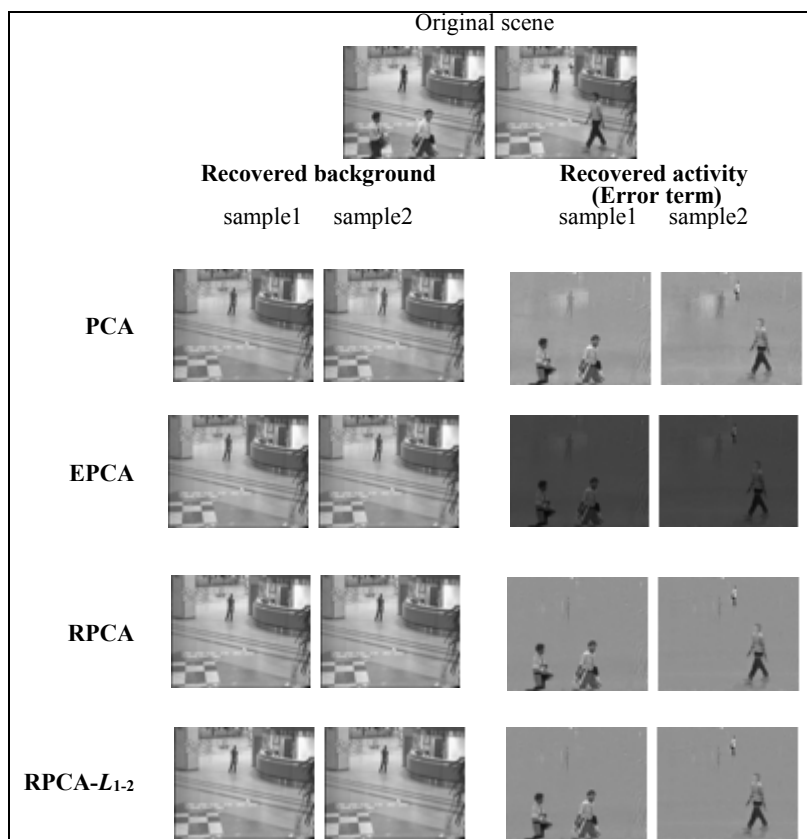 Original scene
Recovered background
Recovered activity
(Error term)
sample1 sample2 sample1 sample2
PCA
EPCA
RPCA
RPCA-L1-2